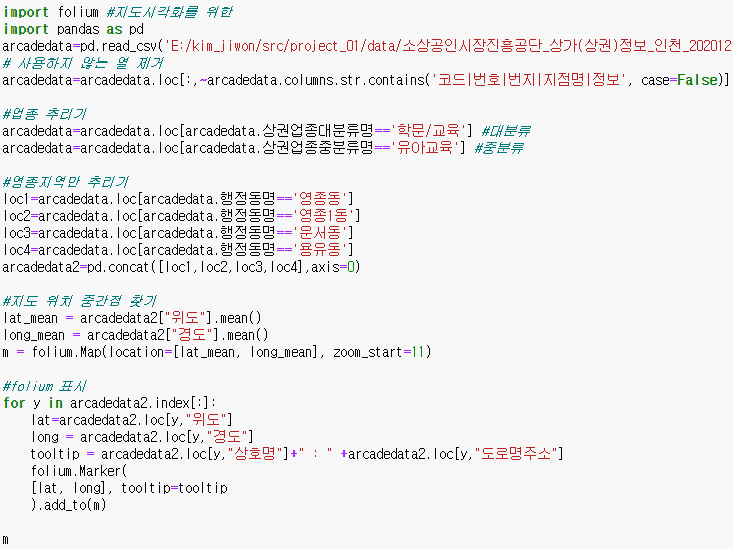 import folium #지도시각화를 위한
import pandas as pd
arcadedata=pd.read_csv('E:/kim_jiwon/src/project_01/data/소상공인시장진흥공단_상가(상권)정보_인천_202012
# 사용하지 않는 열 제거
arcadedata=arcadedata.loc[:,~arcadedata.columns.str.contains('코드|번호|번지|지점명|정보', case=False)]
#업종 추리기
arcadedata=arcadedata.loc[arcadedata.상권업종대분류명=='학문/교육'] #대분류
arcadedata=arcadedata.loc[arcadedata.상권업종중분류명=='유아교육'] #중분류
#영종지역만 추리기
loc1=arcadedata.loc[arcadedata.행정동명=='영종동']
loc2=arcadedata.loc[arcadedata.행정동명=='영종1동']
loc3=arcadedata.loc[arcadedata.행정동명=='운서동']
loc4=arcadedata.loc[arcadedata.행정동명=='용유동']
arcadedata2=pd.concat([loc1,loc2,loc3,loc4],axis=0)
#지도 위치 중간점 찾기
lat_mean = arcadedata2["위도"].mean()
long_mean = arcadedata2["경도"].mean()
m = folium.Map(location=[lat_mean, long_mean], zoom_start=11)
#folium 표시
for y in arcadedata2.index[:]:
    lat=arcadedata2.loc[y,"위도"]
    long = arcadedata2.loc[y,"경도"]
    tooltip = arcadedata2.loc[y,"상호명"]+" : " +arcadedata2.loc[y,"도로명주소"]
    folium.Marker(
    [lat, long], tooltip=tooltip
    ).add_to(m)
m